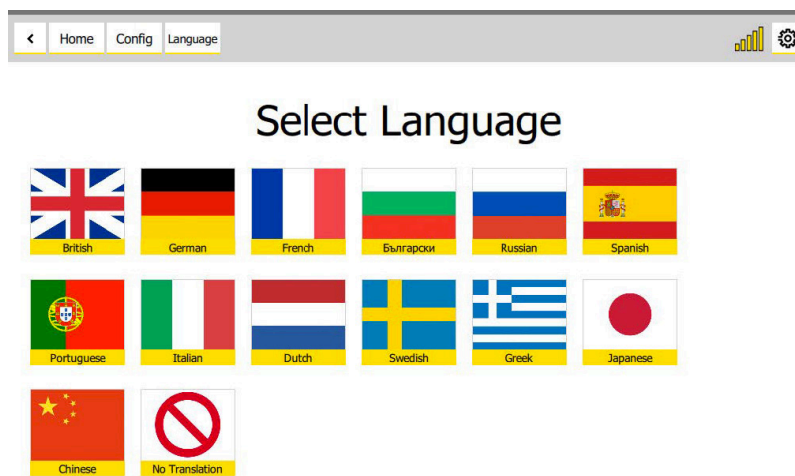 Home Config Language
Select Language
British German French Български Russian Spanish
Portuguese Italian Dutch Swedish Greek Japanese
Chinese No Translation